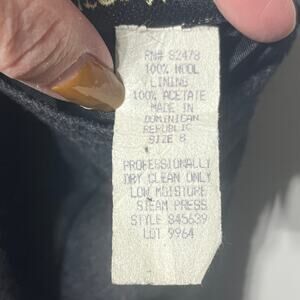 RN# 82478
100% WOOL
LINING
100% ACETATE
MADE IN
DOMINICAN
REPUBLIC
SIZE 8
PROFESSIONALLY
DRY CLEAN ONLY
LOW MOISTURE
STEAM PRESS
STYLE 845639
LOT 9964